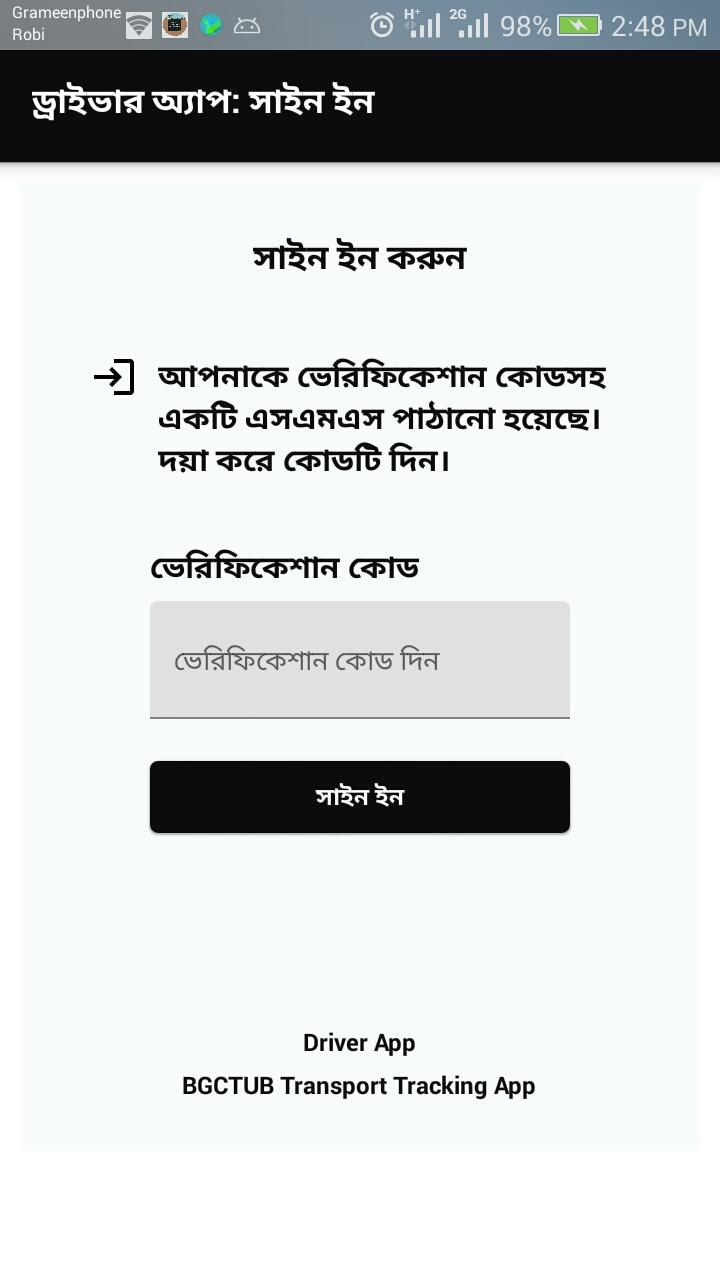 Grameenphone
Robi
H+ 2G 98% 2:48 PM
ড্রাইভার অ্যাপ: সাইন ইন
সাইন ইন করুন
আপনাকে ভেরিফিকেশান কোডসহ
একটি এসএমএস পাঠানো হয়েছে।
দয়া করে কোডটি দিন।
ভেরিফিকেশান কোড
ভেরিফিকেশান কোড দিন
সাইন ইন
Driver App
BGCTUB Transport Tracking App